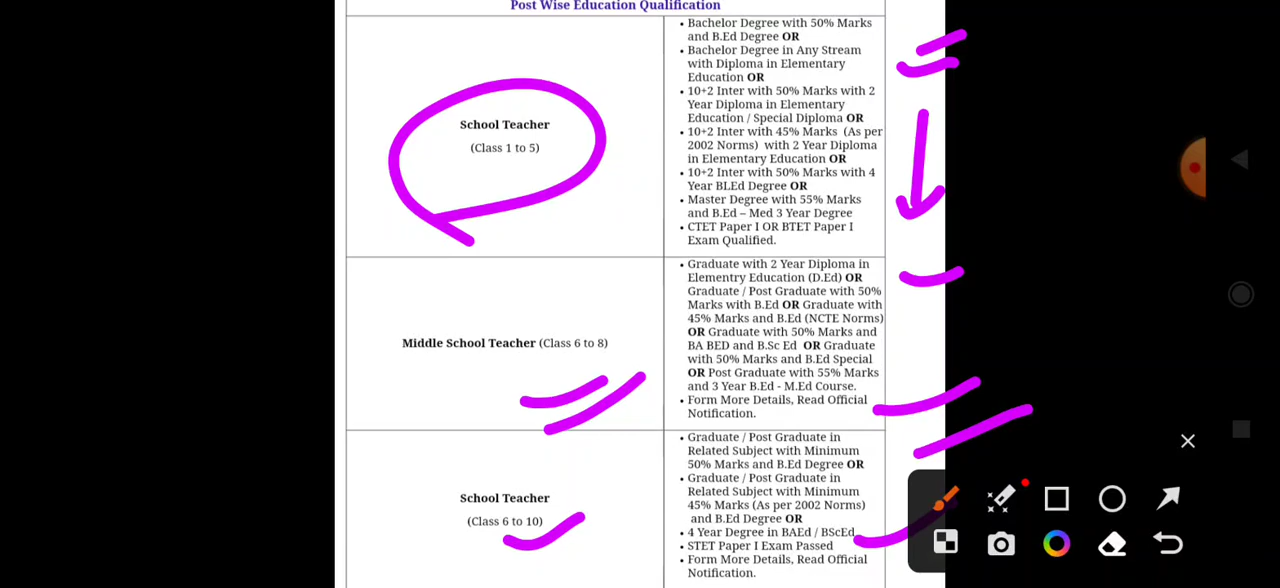 Post Wise Education Qualification
School Teacher
(Class 1 to 5)
• Bachelor Degree with 50% Marks
and B.Ed Degree OR
• Bachelor Degree in Any Stream
with Diploma in Elementary
Education OR
• 10+2 Inter with 50% Marks with 2
Year Diploma in Elementary
Education / Special Diploma OR
• 10+2 Inter with 45% Marks (As per
2002 Norms) with 2 Year Diploma
in Elementary Education OR
• 10+2 Inter with 50% Marks with 4
Year BLEd Degree OR
• Master Degree with 55% Marks
and B.Ed – Med 3 Year Degree
• CTET Paper I OR BTET Paper I
Exam Qualified.
Middle School Teacher (Class 6 to 8)
• Graduate with 2 Year Diploma in
Elementry Education (D.Ed) OR
Graduate / Post Graduate with 50%
Marks with B.Ed OR Graduate with
45% Marks and B.Ed (NCTE Norms)
OR Graduate with 50% Marks and
BA BED and B.Sc Ed OR Graduate
with 50% Marks and B.Ed Special
OR Post Graduate with 55% Marks
and 3 Year B.Ed - M.Ed Course.
• Form More Details, Read Official
Notification.
School Teacher
(Class 6 to 10)
• Graduate / Post Graduate in
Related Subject with Minimum
50% Marks and B.Ed Degree OR
• Graduate / Post Graduate in
Related Subject with Minimum
45% Marks (As per 2002 Norms)
and B.Ed Degree OR
• 4 Year Degree in BAEd / BScEd
• STET Paper I Exam Passed
• Form More Details, Read Official
Notification.